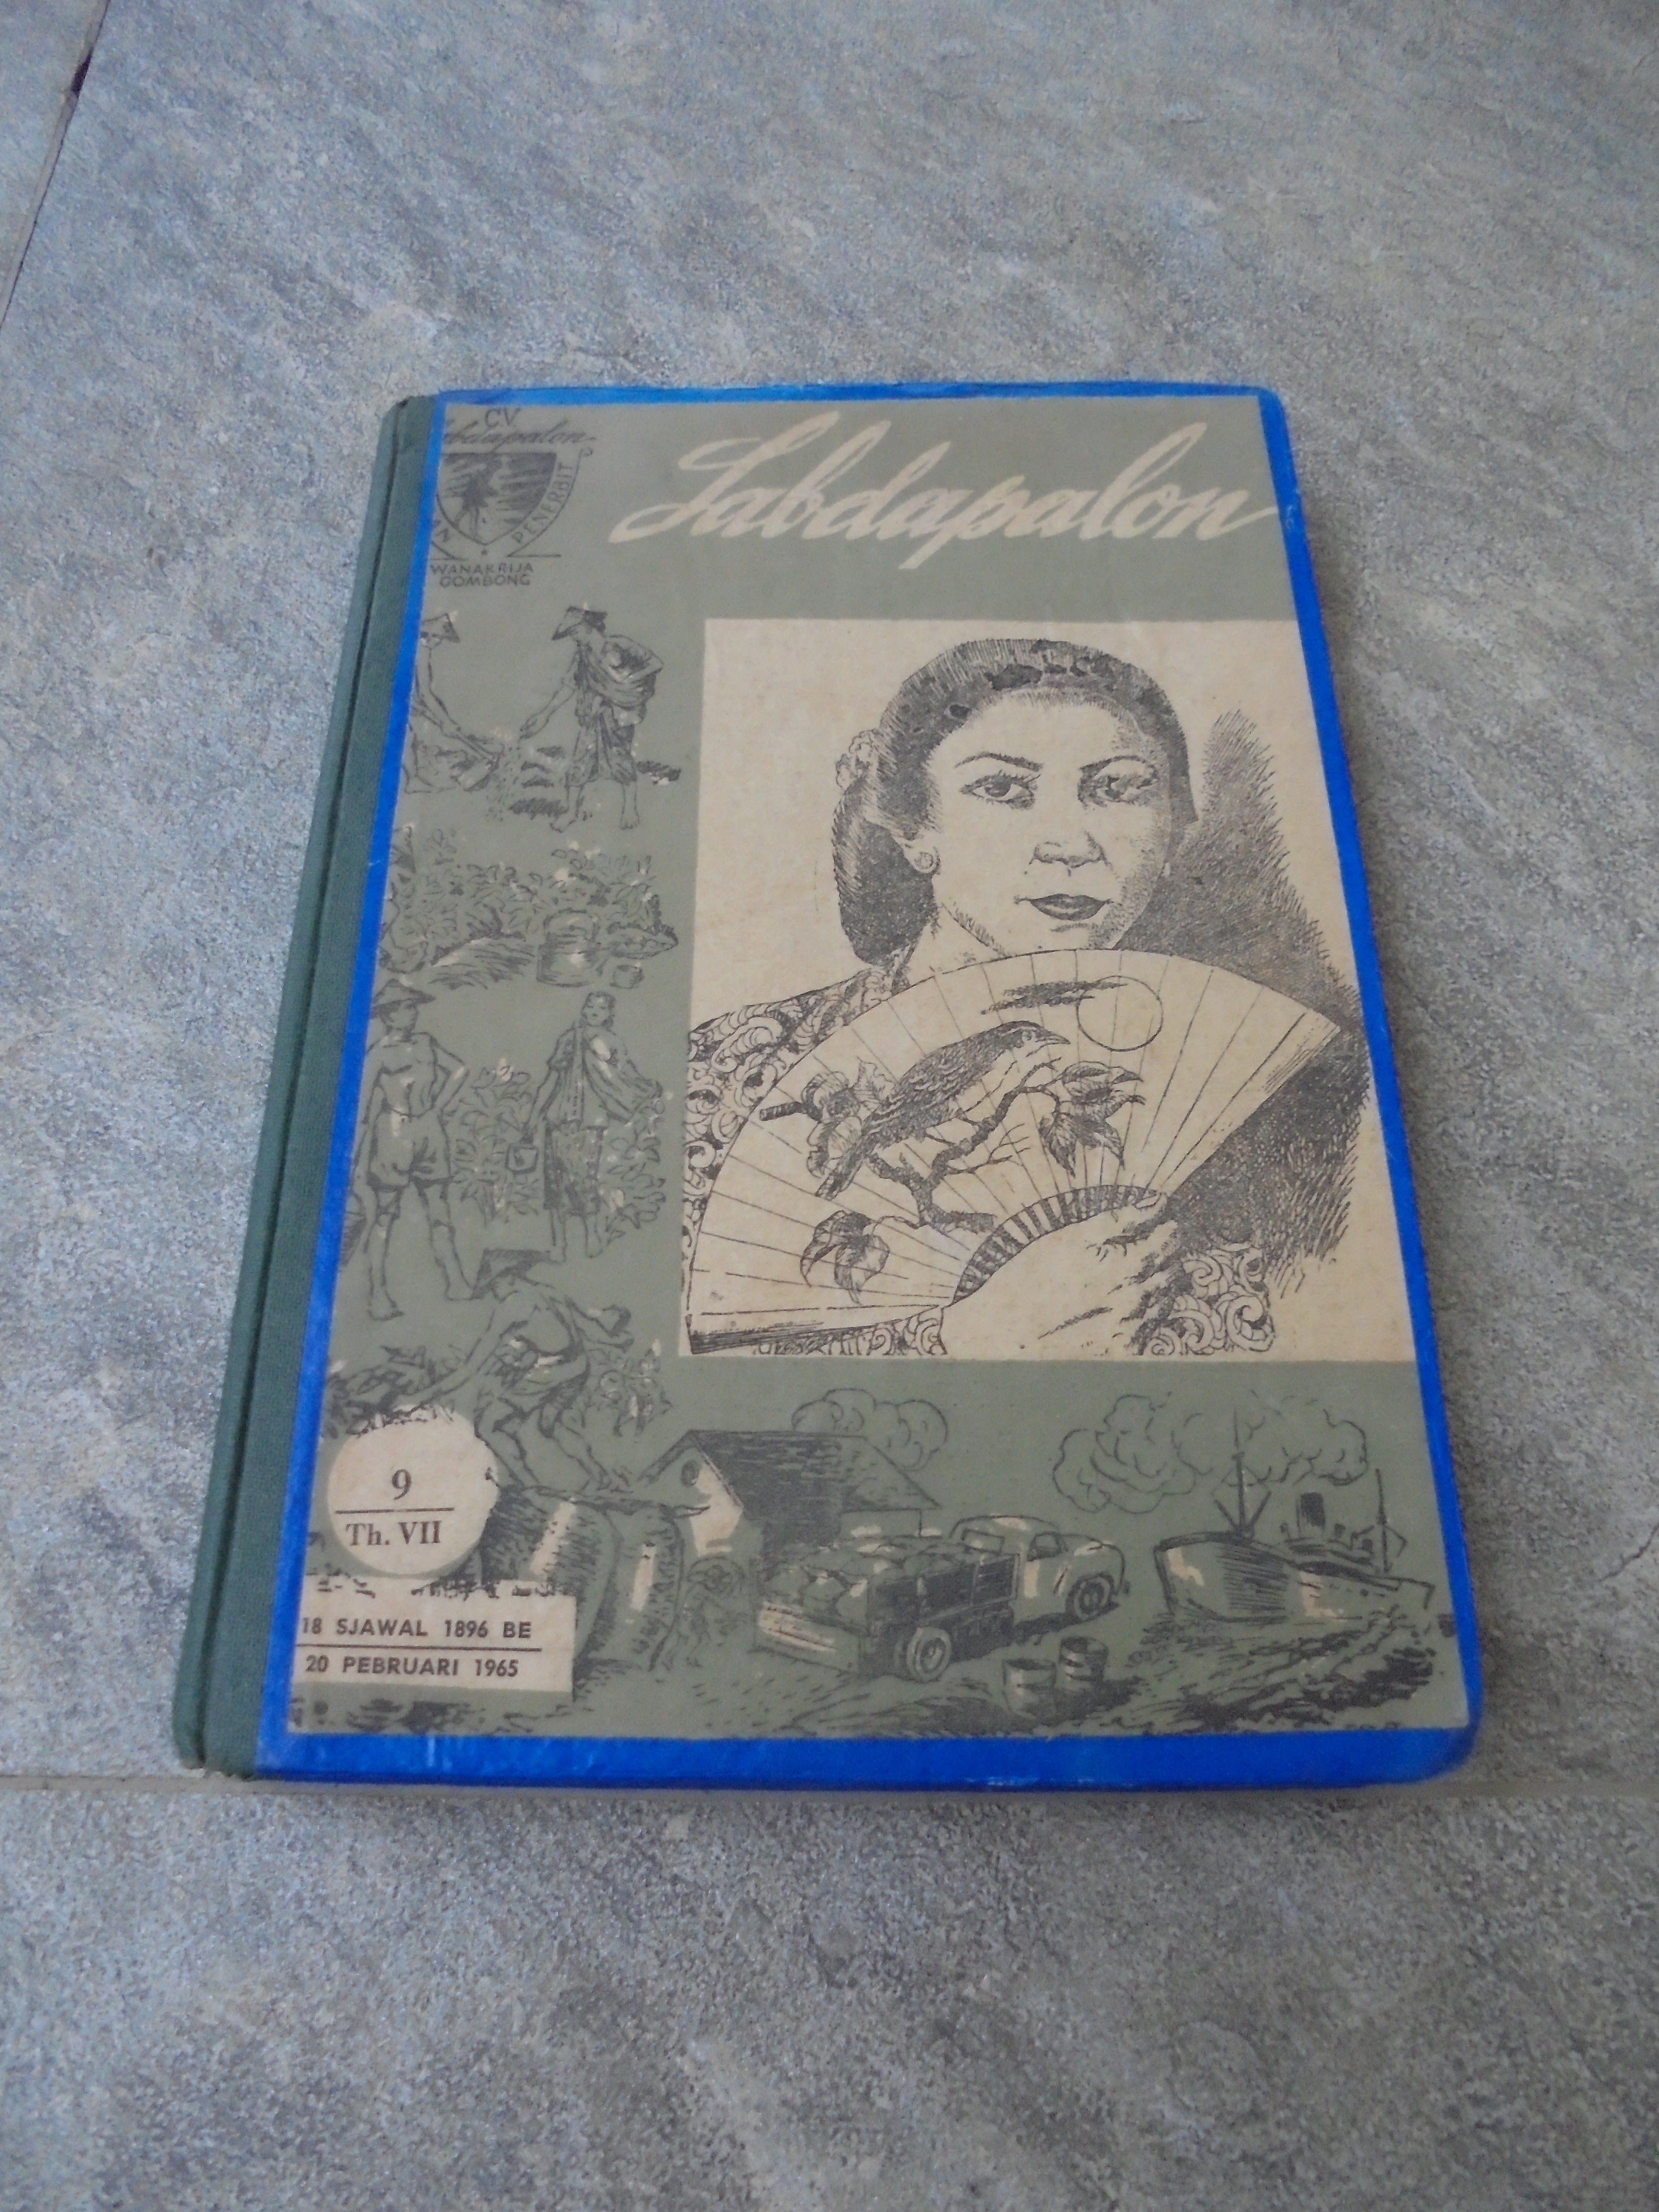 CV
Sabdapalon
PENERBIT
WANAKRIJA
GOMBONG
Sabdapalon
9
Th. VII
18 SJAWAL 1896 BE
20 PEBRUARI 1965